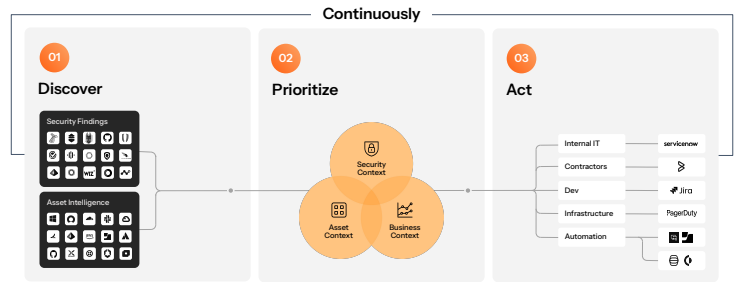 Continuously
01
Discover
Security Findings
WIZ
Asset Intelligence
02
Prioritize
Security
Context
Asset
Context
Business
Context
03
Act
Internal IT
servicenow
Contractors
Dev
Jira
Infrastructure
PagerDuty
Automation